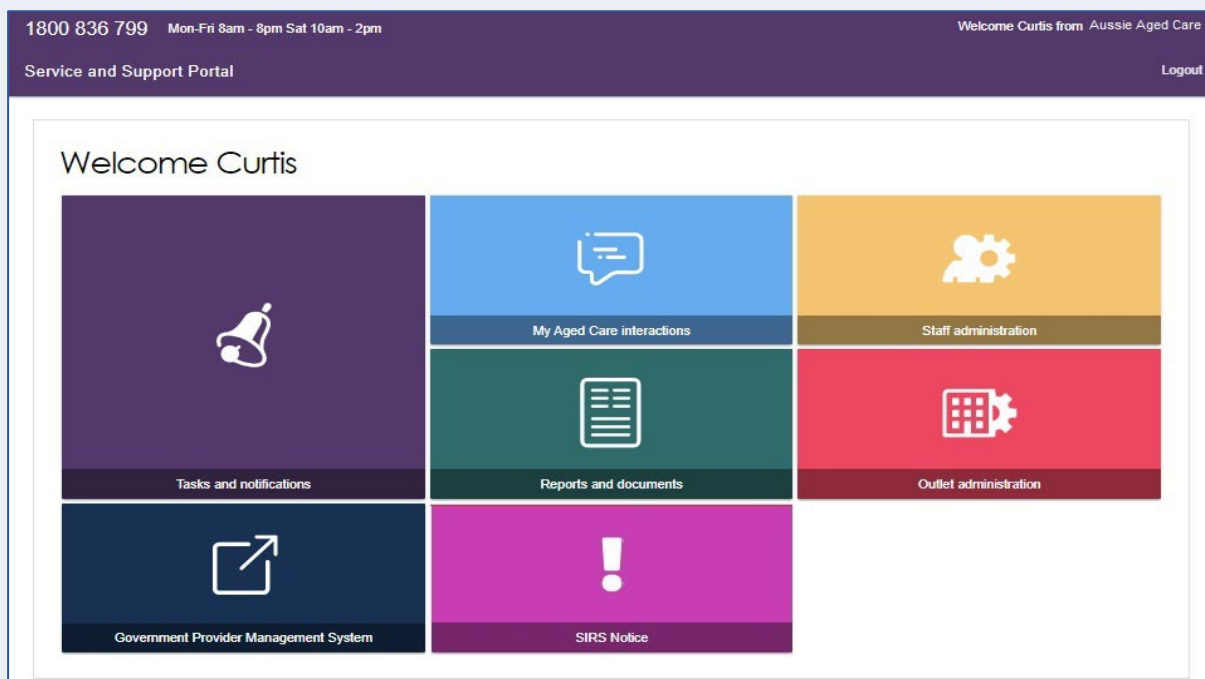 1800 836 799 Mon-Fri 8am - 8pm Sat 10am - 2pm
Welcome Curtis from Aussie Aged Care
Service and Support Portal
Logout
Welcome Curtis
My Aged Care interactions
Staff administration
Tasks and notifications
Reports and documents
Outlet administration
Government Provider Management System
SIRS Notice